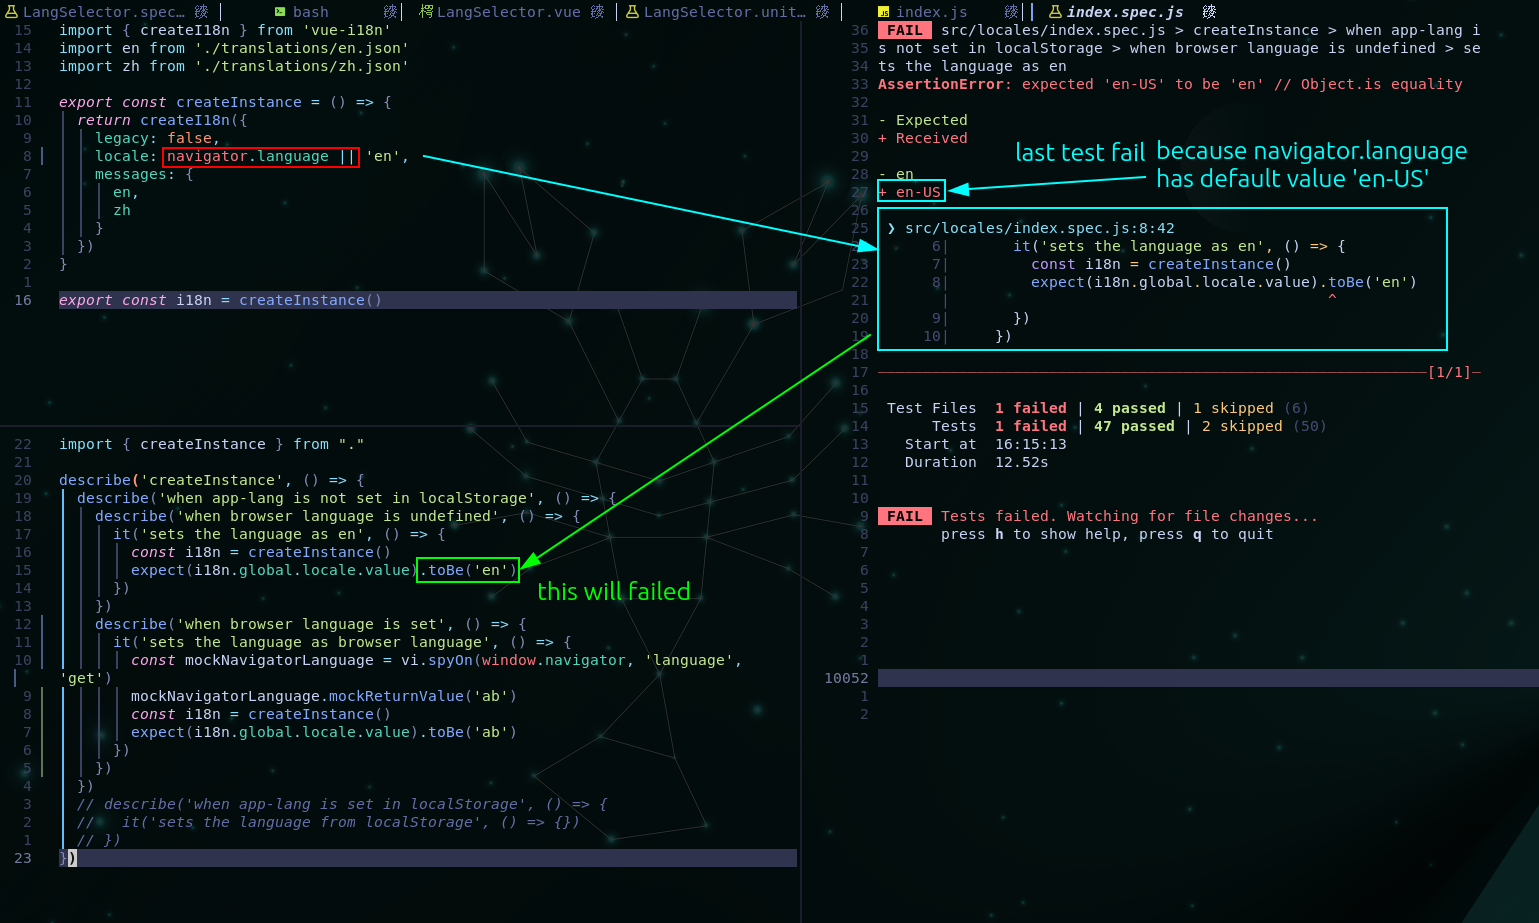 LangSelector.spec… bash LangSelector.vue LangSelector.unit… index.js index.spec.js
15 import { createI18n } from 'vue-i18n'
14 import en from './translations/en.json'
13 import zh from './translations/zh.json'
12
11 export const createInstance = () => {
10 return createI18n({
9 legacy: false,
8 locale: navigator.language || 'en',
7 messages: {
6 en,
5 zh
4 }
3 })
2 }
1
16 export const i18n = createInstance()
22 import { createInstance } from "."
21
20 describe('createInstance', () => {
19 describe('when app-lang is not set in localStorage', () => {
18 describe('when browser language is undefined', () => {
17 it('sets the language as en', () => {
16 const i18n = createInstance()
15 expect(i18n.global.locale.value).toBe('en')
14 })
this will failed
13 })
12 describe('when browser language is set', () => {
11 it('sets the language as browser language', () => {
10 const mockNavigatorLanguage = vi.spyOn(window.navigator, 'language',
'get')
9 mockNavigatorLanguage.mockReturnValue('ab')
8 const i18n = createInstance()
7 expect(i18n.global.locale.value).toBe('ab')
6 })
5 })
4 })
3 // describe('when app-lang is set in localStorage', () => {
2 // it('sets the language from localStorage', () => {})
1 // })
23 })
36 FAIL src/locales/index.spec.js > createInstance > when app-lang i
35 s not set in localStorage > when browser language is undefined > se
34 ts the language as en
33 AssertionError: expected 'en-US' to be 'en' // Object.is equality
32
31 - Expected
30 + Received
29
last test fail because navigator.language
has default value 'en-US'
28 - en
27 + en-US
26
25 ❯ src/locales/index.spec.js:8:42
6| it('sets the language as en', () => {
23 7| const i18n = createInstance()
22 8| expect(i18n.global.locale.value).toBe('en')
21 | ^
20 9| })
19 10| })
18
17 [1/1]
16
15 Test Files 1 failed | 4 passed | 1 skipped (6)
14 Tests 1 failed | 47 passed | 2 skipped (50)
13 Start at 16:15:13
12 Duration 12.52s
11
10
9 FAIL Tests failed. Watching for file changes...
8 press h to show help, press q to quit
7
6
5
4
3
2
1
10052
1
2